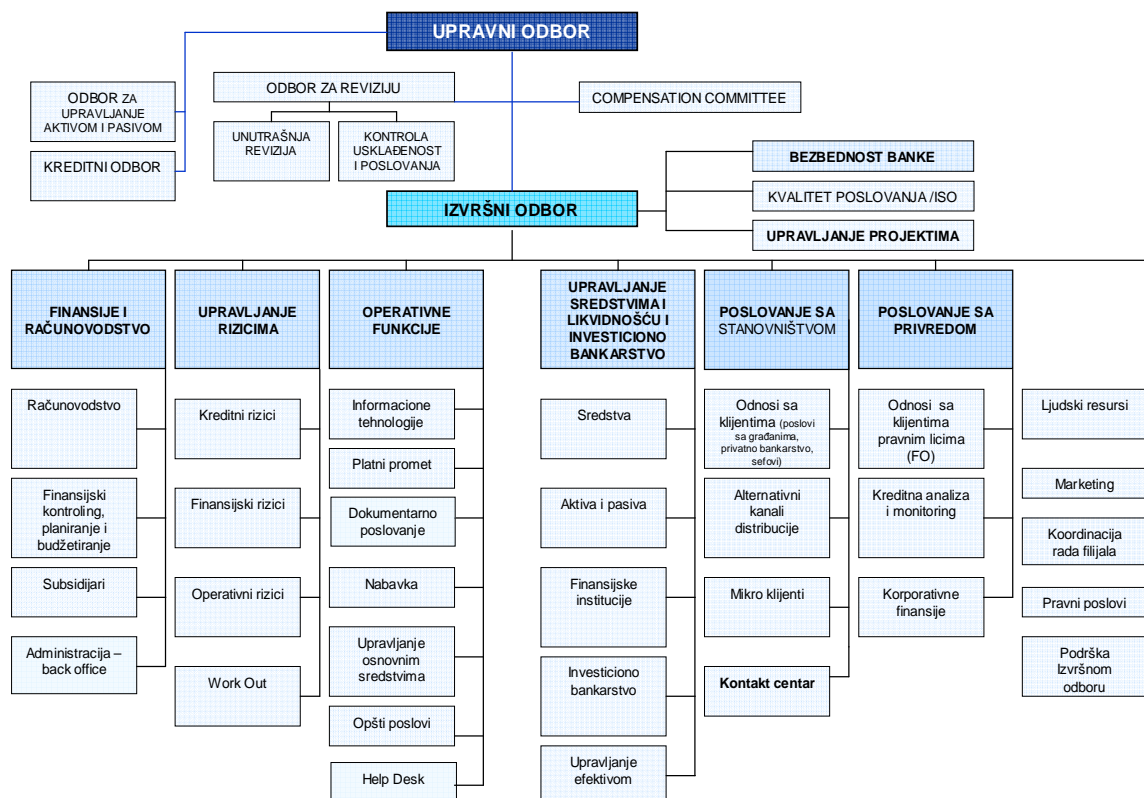 UPRAVNI ODBOR
ODBOR ZA
UPRAVLJANJE
AKTIVOM I PASIVOM
KREDITNI ODBOR
ODBOR ZA REVIZIJU
UNUTRAŠNJA
REVIZIJA
KONTROLA
USKLAĐENOST
I POSLOVANJA
COMPENSATION COMMITTEE
IZVRŠNI ODBOR
BEZBEDNOST BANKE
KVALITET POSLOVANJA /ISO
UPRAVLJANJE PROJEKTIMA
FINANSIJE I
RAČUNOVODSTVO
Računovodstvo
Finansijski
kontroling,
planiranje i
budžetiranje
Subsidijari
Administracija –
back office
UPRAVLJANJE
RIZICIMA
Kreditni rizici
Finansijski rizici
Operativni rizici
Work Out
OPERATIVNE
FUNKCIJE
Informacione
tehnologije
Platni promet
Dokumentarno
poslovanje
Nabavka
Upravljanje
osnovnim
sredstvima
Opšti poslovi
Help Desk
UPRAVLJANJE
SREDSTVIMA I
LIKVIDNOŠĆU I
INVESTICIONO
BANKARSTVO
Sredstva
Aktiva i pasiva
Finansijske
institucije
Investiciono
bankarstvo
Upravljanje
efektivom
POSLOVANJE SA
STANOVNIŠTVOM
Odnosi sa
klijentima (poslovi
sa građanima,
privatno bankarstvo,
sefovi)
Alternativni
kanali
distribucije
Mikro klijenti
Kontakt centar
POSLOVANJE SA
PRIVREDOM
Odnosi sa
klijentima
pravnim licima
(FO)
Kreditna analiza
i monitoring
Korporativne
finansije
Ljudski resursi
Marketing
Koordinacija
rada filijala
Pravni poslovi
Podrška
Izvršnom
odboru